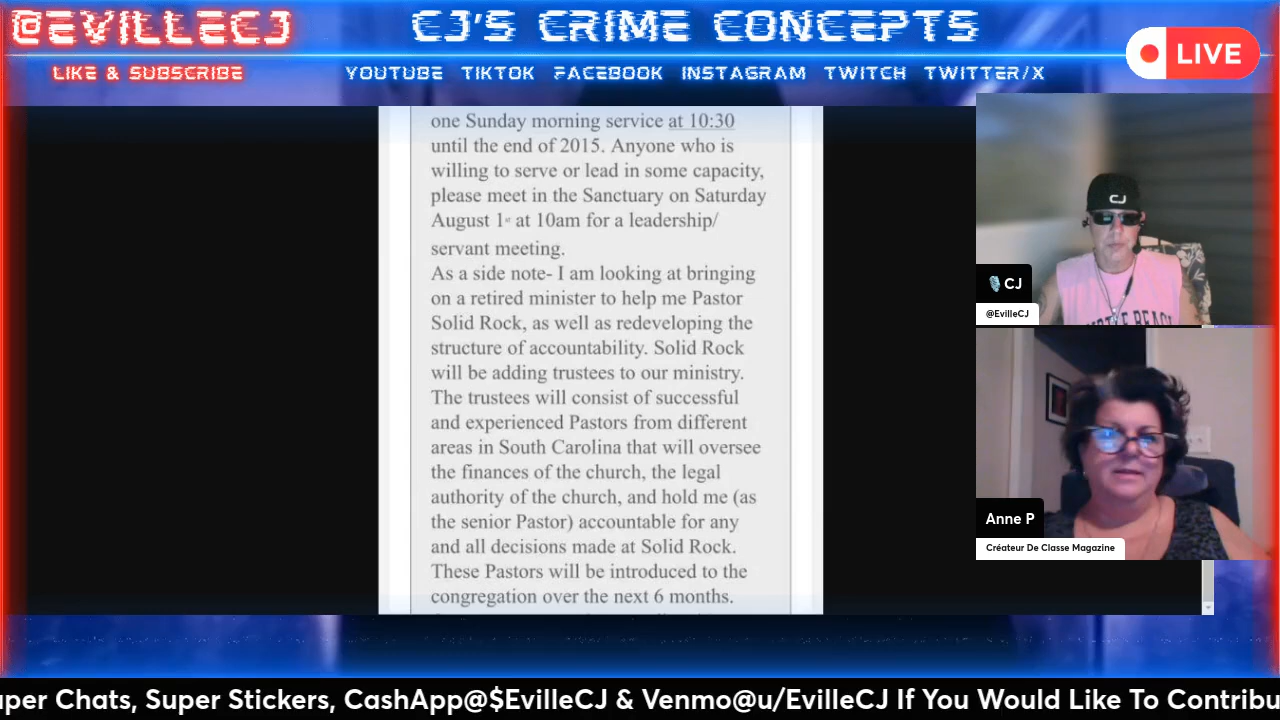 @EVILLECJ
CJ'S CRIME CONCEPTS
LIVE
LIKE & SUBSCRIBE
YOUTUBE TIKTOK FACEBOOK INSTAGRAM TWITCH TWITTER/X
one Sunday morning service at 10:30
until the end of 2015. Anyone who is
willing to serve or lead in some capacity,
please meet in the Sanctuary on Saturday
August 1st at 10am for a leadership/
servant meeting.
As a side note- I am looking at bringing
on a retired minister to help me Pastor
Solid Rock, as well as redeveloping the
structure of accountability. Solid Rock
will be adding trustees to our ministry.
The trustees will consist of successful
and experienced Pastors from different
areas in South Carolina that will oversee
the finances of the church, the legal
authority of the church, and hold me (as
the senior Pastor) accountable for any
and all decisions made at Solid Rock.
These Pastors will be introduced to the
congregation over the next 6 months.
CJ
CJ
@EvilleCJ
Anne P
Créateur De Classe Magazine
uper Chats, Super Stickers, CashApp@$EvilleCJ & Venmo@u/EvilleCJ If You Would Like To Contribu